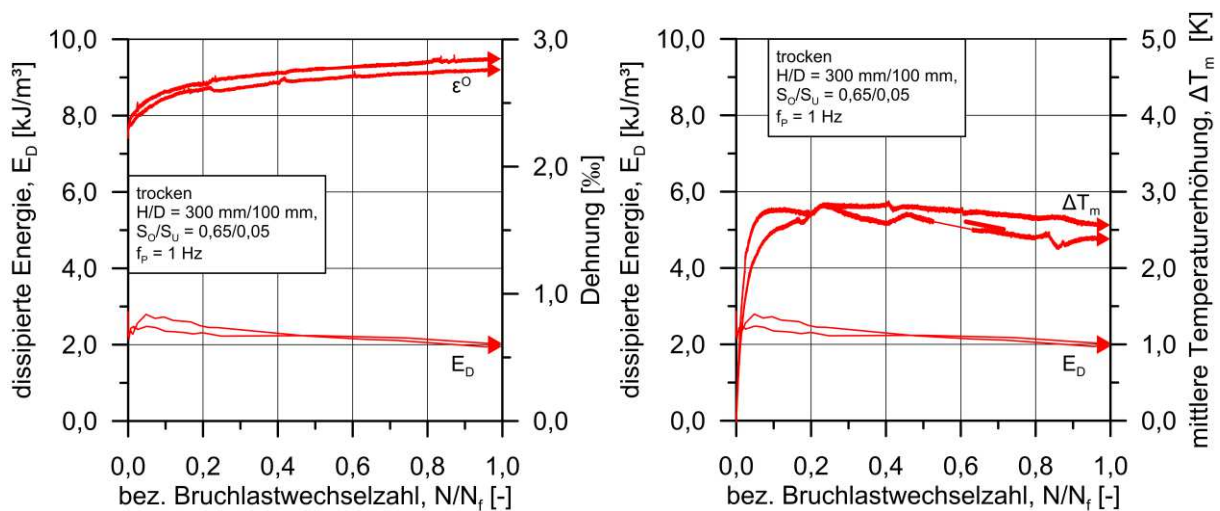 dissipierte Energie, E_D [kJ/m³]
10,0
8,0
6,0
4,0
2,0
0,0
ε^O
trocken
H/D = 300 mm/100 mm,
S_O/S_U = 0,65/0,05
f_P = 1 Hz
E_D
3,0
2,0
1,0
0,0
Dehnung [‰]
0,0 0,2 0,4 0,6 0,8 1,0
bez. Bruchlastwechselzahl, N/N_f [-]
dissipierte Energie, E_D [kJ/m³]
10,0
8,0
6,0
4,0
2,0
0,0
trocken
H/D = 300 mm/100 mm,
S_O/S_U = 0,65/0,05
f_P = 1 Hz
ΔT_m
E_D
5,0
4,0
3,0
2,0
1,0
0,0
mittlere Temperaturerhöhung, ΔT_m [K]
0,0 0,2 0,4 0,6 0,8 1,0
bez. Bruchlastwechselzahl, N/N_f [-]